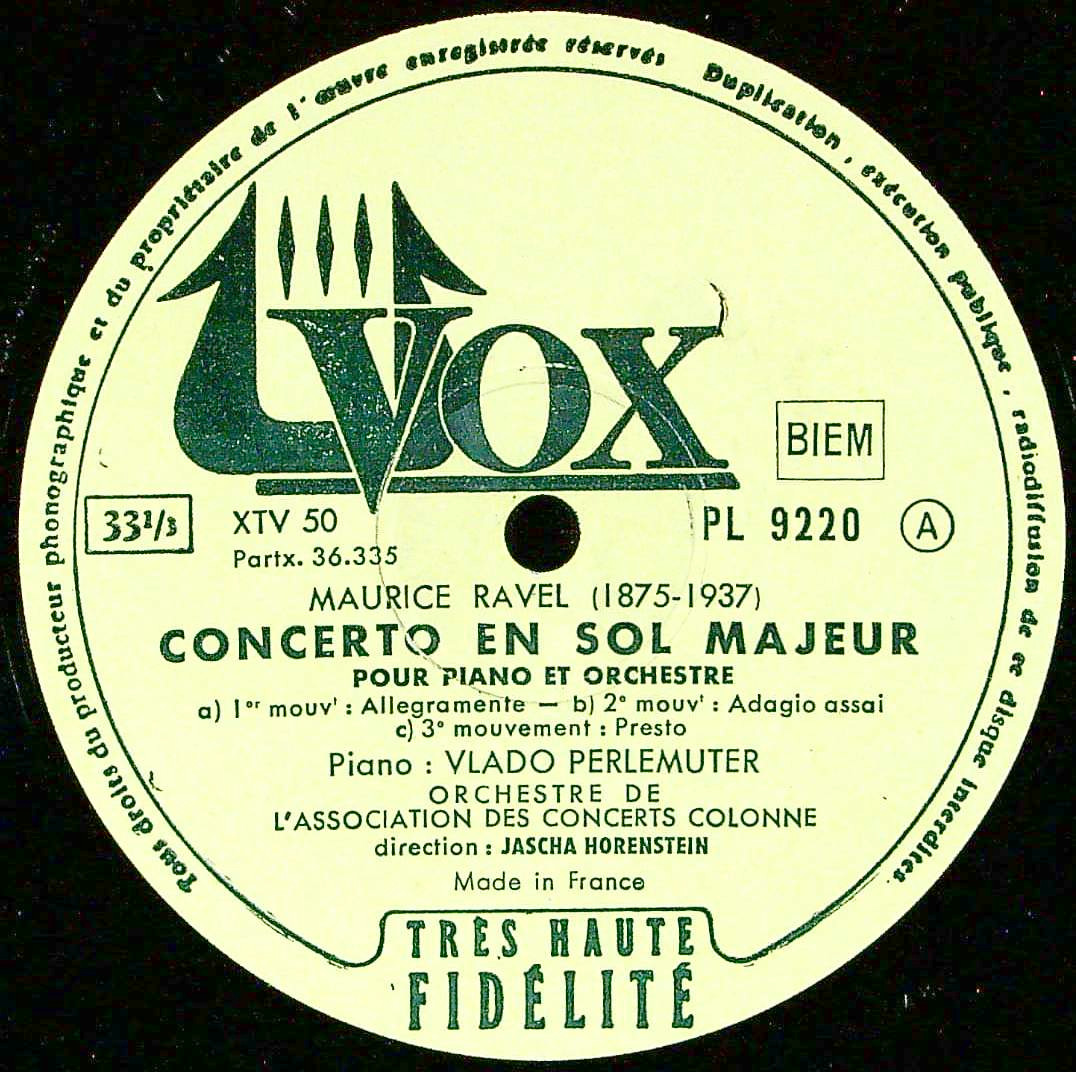 Tous droits du producteur phonographique et du propriétaire de l'œuvre enregistrée réservés Duplication, exécution publique, radiodiffusion de ce disque interdites
VOX
BIEM
33 1/3
XTV 50
PL 9220
A
Partx. 36.335
MAURICE RAVEL (1875-1937)
CONCERTO EN SOL MAJEUR
POUR PIANO ET ORCHESTRE
a) 1er mouvt : Allegramente — b) 2e mouvt : Adagio assai
c) 3e mouvement : Presto
Piano : VLADO PERLEMUTER
ORCHESTRE DE
L'ASSOCIATION DES CONCERTS COLONNE
direction : JASCHA HORENSTEIN
Made in France
TRÈS HAUTE
FIDÉLITÉ